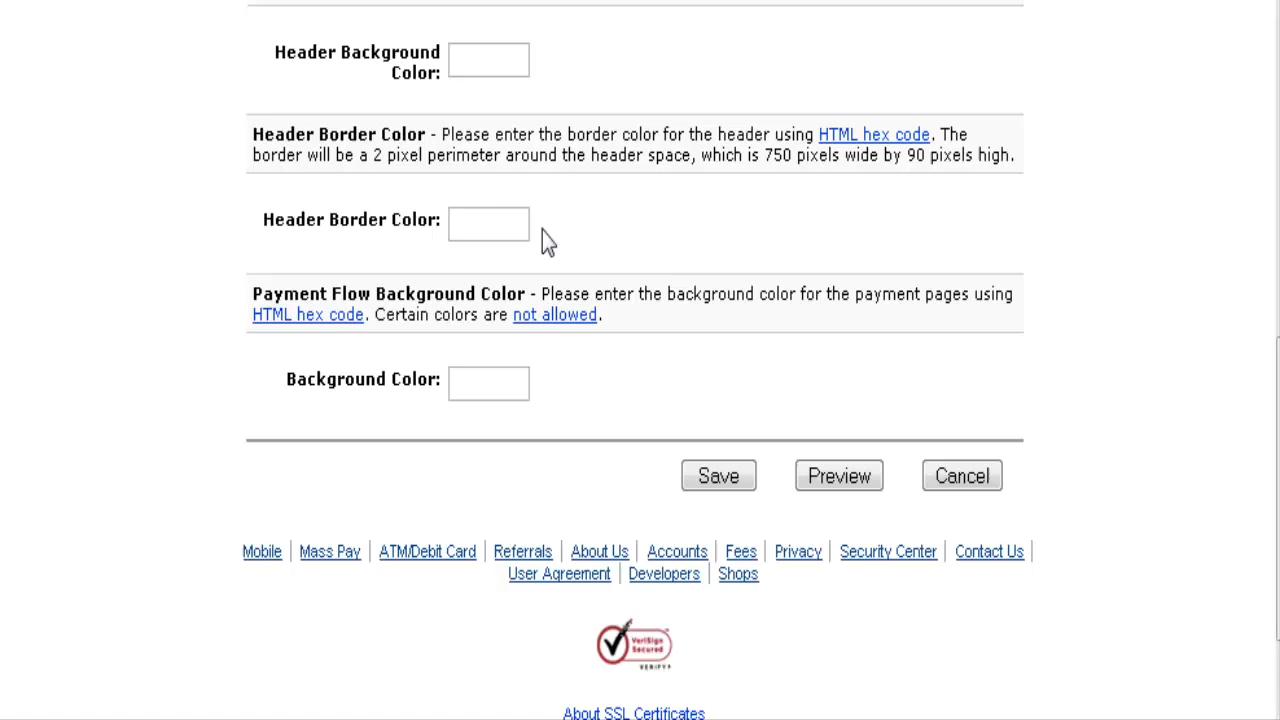 Header Background
Color:
Header Border Color - Please enter the border color for the header using HTML hex code. The
border will be a 2 pixel perimeter around the header space, which is 750 pixels wide by 90 pixels high.
Header Border Color:
Payment Flow Background Color - Please enter the background color for the payment pages using
HTML hex code. Certain colors are not allowed.
Background Color:
Save Preview Cancel
Mobile Mass Pay ATM/Debit Card Referrals About Us Accounts Fees Privacy Security Center Contact Us
User Agreement Developers Shops
VeriSign
Secured
VERIFY
About SSL Certificates